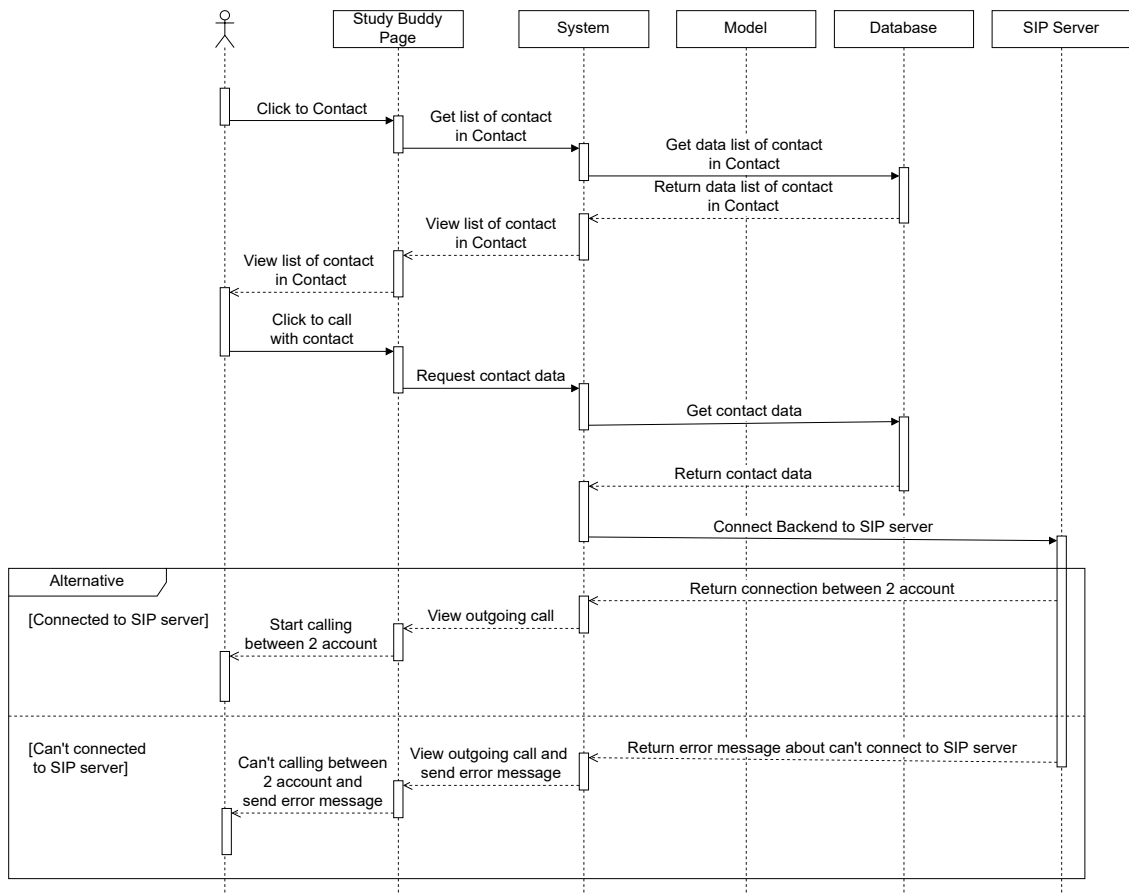 Study Buddy
Page
System
Model
Database
SIP Server
Click to Contact
Get list of contact
in Contact
Get data list of contact
in Contact
Return data list of contact
in Contact
View list of contact
in Contact
View list of contact
in Contact
Click to call
with contact
Request contact data
Get contact data
Return contact data
Connect Backend to SIP server
Alternative
[Connected to SIP server]
Return connection between 2 account
View outgoing call
Start calling
between 2 account
[Can't connected
to SIP server]
Return error message about can't connect to SIP server
View outgoing call and
send error message
Can't calling between
2 account and
send error message